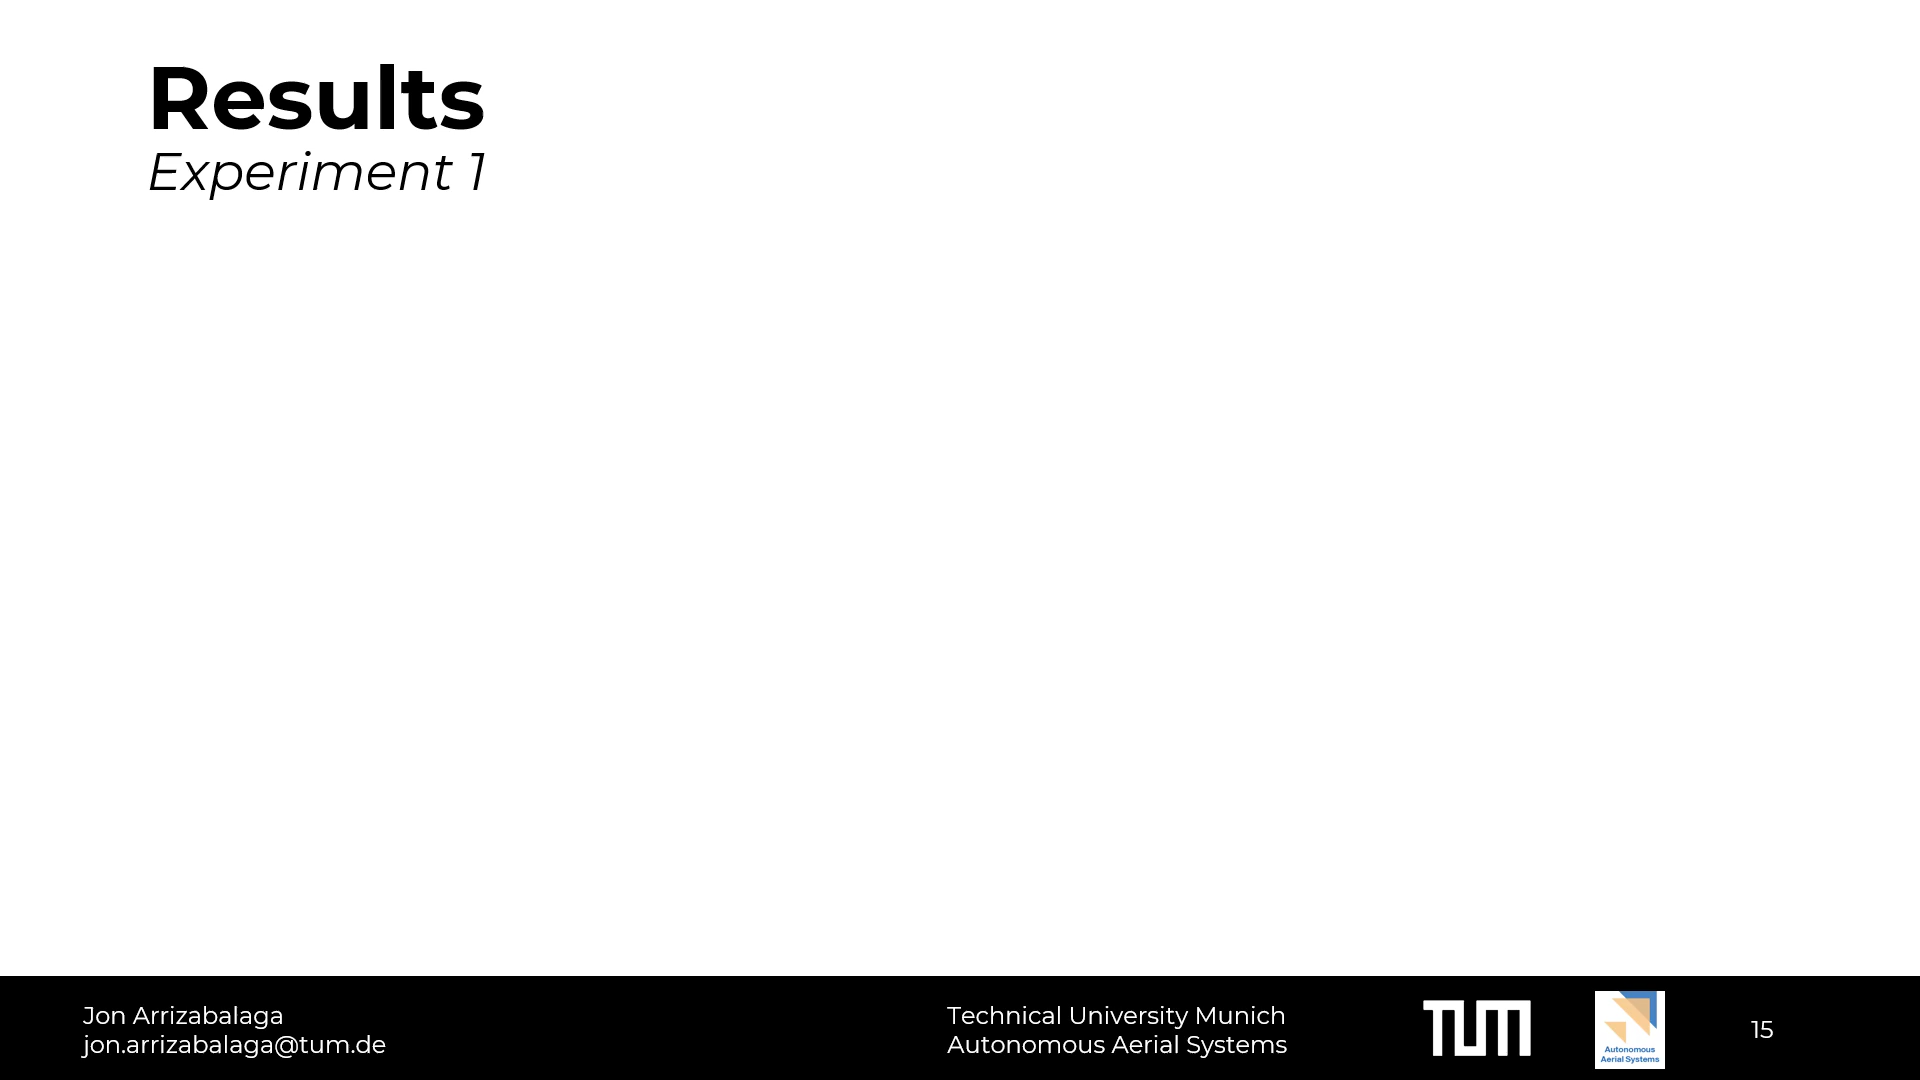 Results
Experiment 1
Jon Arrizabalaga
jon.arrizabalaga@tum.de
Technical University Munich
Autonomous Aerial Systems
TUM
Autonomous
Aerial Systems
15